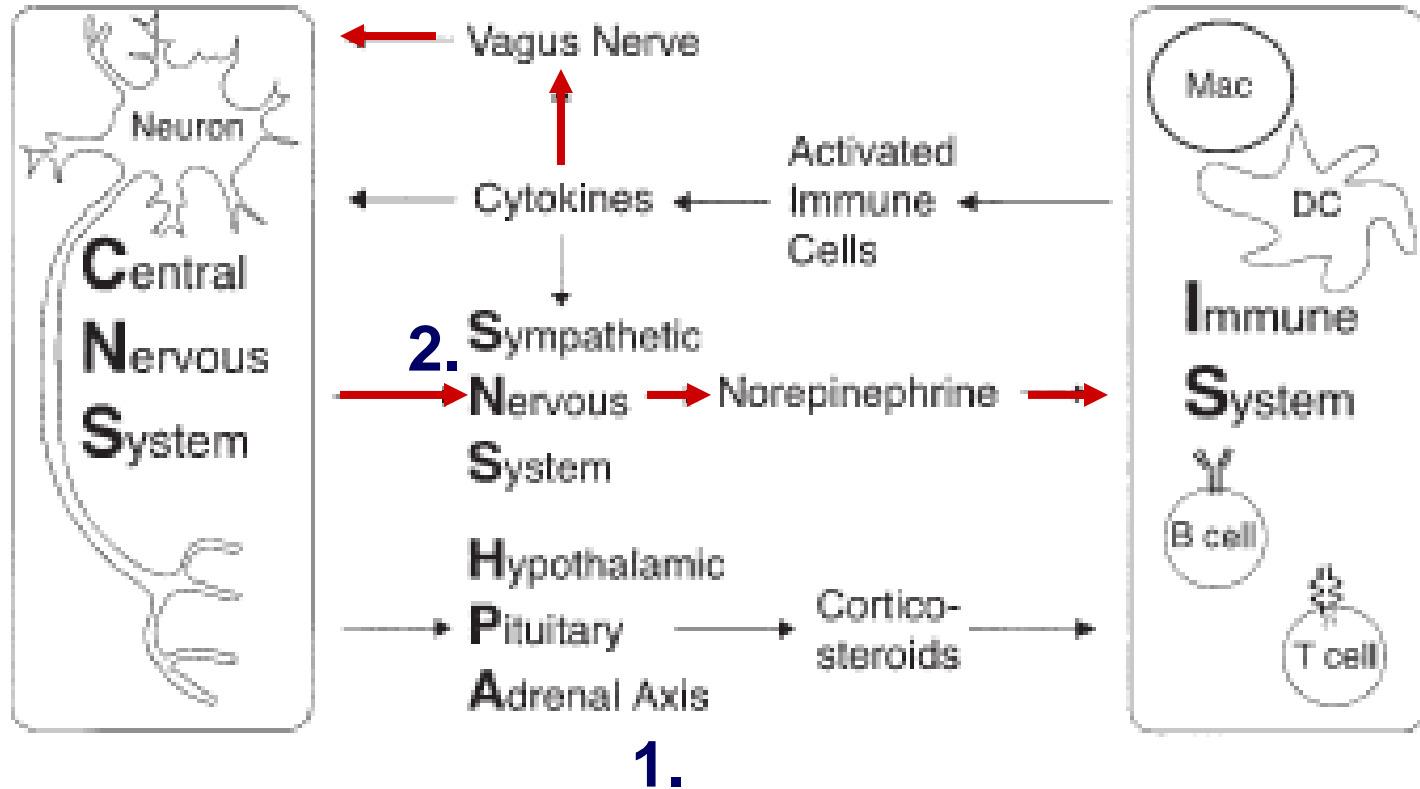 Neuron
Central
Nervous
System
Vagus Nerve
Cytokines
Activated
Immune
Cells
2.
Sympathetic
Nervous
System
Norepinephrine
Hypothalamic
Pituitary
Adrenal Axis
Cortico-
steroids
1.
Mac
DC
Immune
System
B cell
T cell